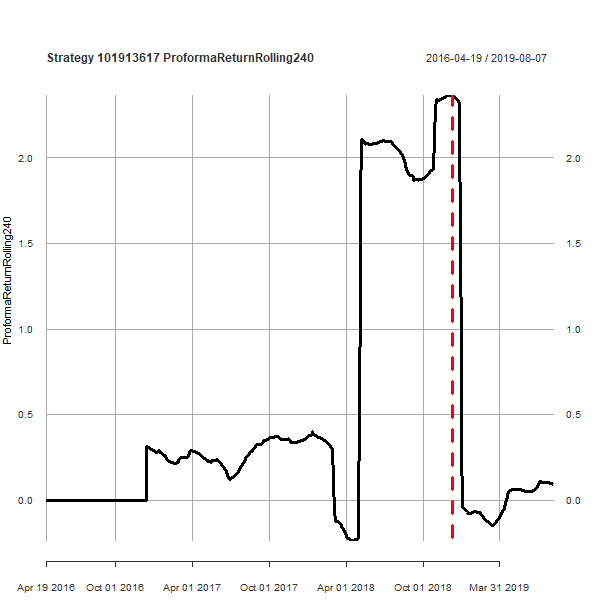 Strategy 101913617 ProformaReturnRolling240
2016-04-19 / 2019-08-07
ProformaReturnRolling240
2.0 2.0
1.5 1.5
1.0 1.0
0.5 0.5
0.0 0.0
Apr 19 2016 Oct 01 2016 Apr 01 2017 Oct 01 2017 Apr 01 2018 Oct 01 2018 Mar 31 2019